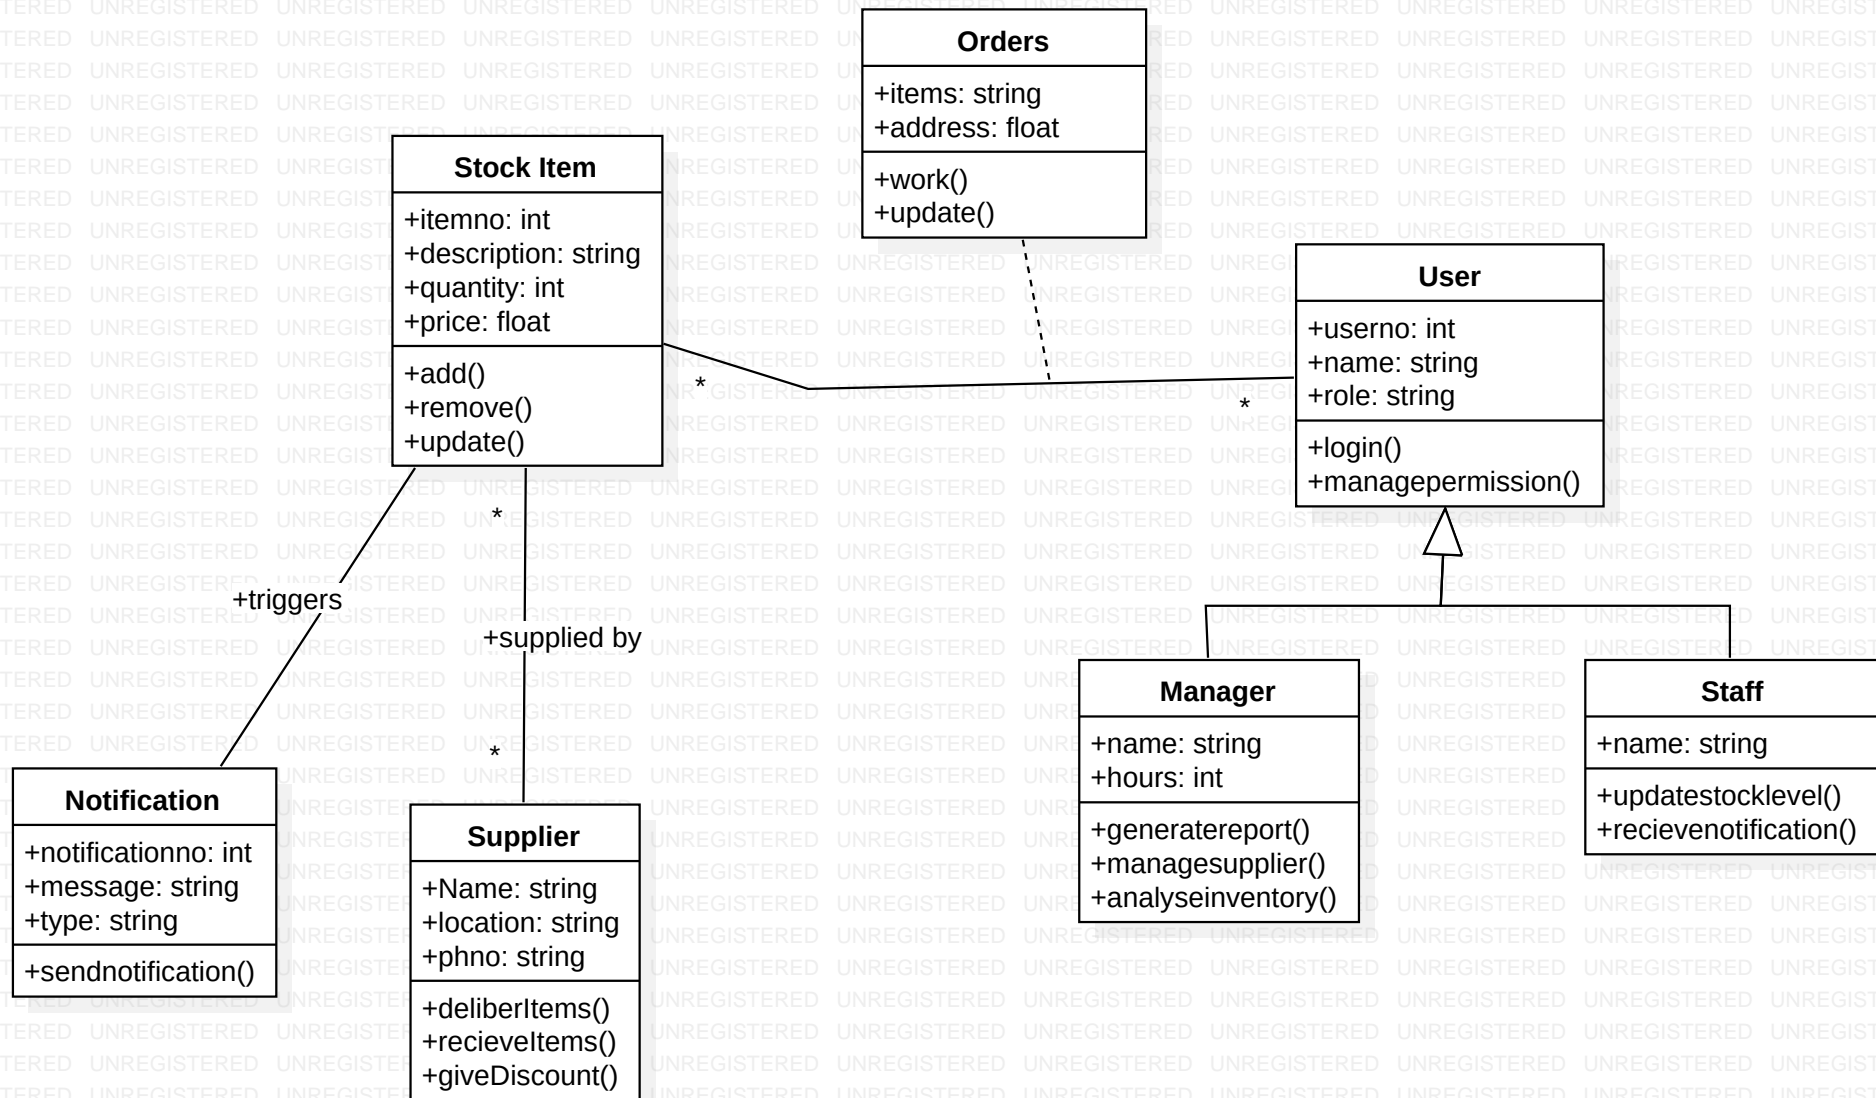 Orders
+items: string
+address: float
+work()
+update()
Stock Item
+itemno: int
+description: string
+quantity: int
+price: float
+add()
+remove()
+update()
*
*
User
+userno: int
+name: string
+role: string
+login()
+managepermission()
*
+triggers
+supplied by
*
Notification
+notificationno: int
+message: string
+type: string
+sendnotification()
Supplier
+Name: string
+location: string
+phno: string
+deliberItems()
+recieveItems()
+giveDiscount()
Manager
+name: string
+hours: int
+generatereport()
+managesupplier()
+analyseinventory()
Staff
+name: string
+updatestocklevel()
+recievenotification()
UNREGISTERED